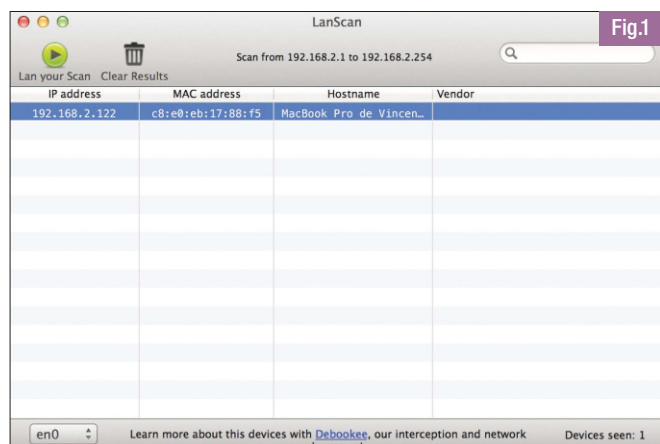 LanScan
Fig.1
Scan from 192.168.2.1 to 192.168.2.254
Lan your Scan Clear Results
IP address MAC address Hostname Vendor
192.168.2.122 c8:e0:eb:17:88:f5 MacBook Pro de Vincen…
en0 Learn more about this devices with Debookee, our interception and network Devices seen: 1